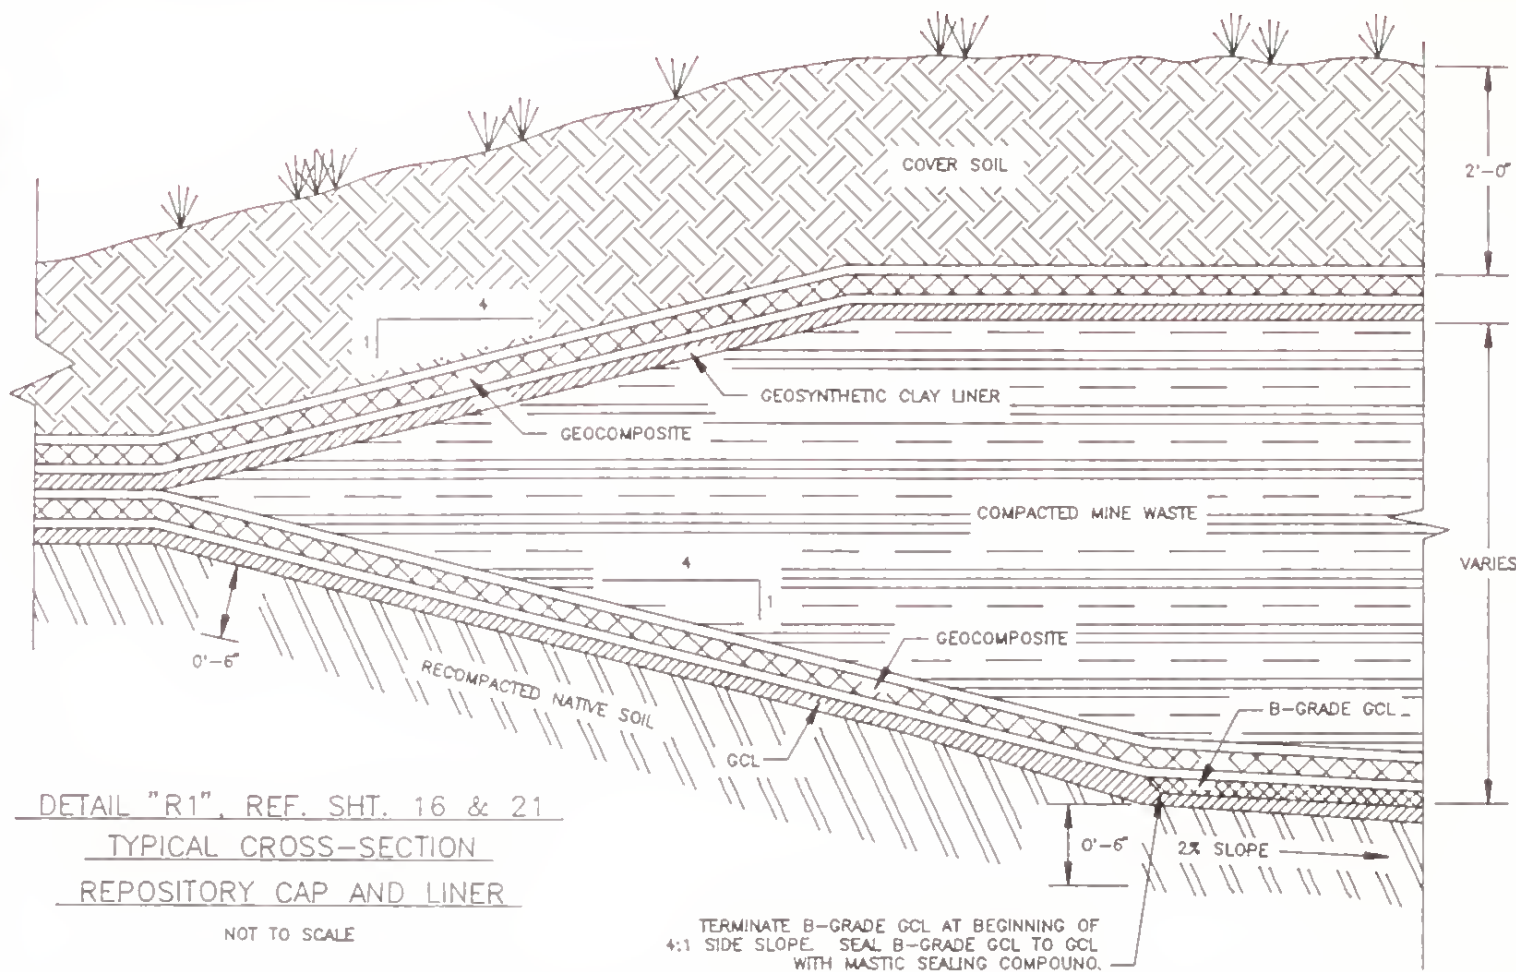 COVER SOIL
2'-0"
4
1
GEOSYNTHETIC CLAY LINER
GEOCOMPOSITE
COMPACTED MINE WASTE
VARIES
4
1
GEOCOMPOSITE
0'-6"
RECOMPACTED NATIVE SOIL
B-GRADE GCL
GCL
DETAIL "R1", REF. SHT. 16 & 21
TYPICAL CROSS-SECTION
REPOSITORY CAP AND LINER
NOT TO SCALE
0'-6"
2% SLOPE
TERMINATE B-GRADE GCL AT BEGINNING OF
4:1 SIDE SLOPE. SEAL B-GRADE GCL TO GCL
WITH MASTIC SEALING COMPOUND.